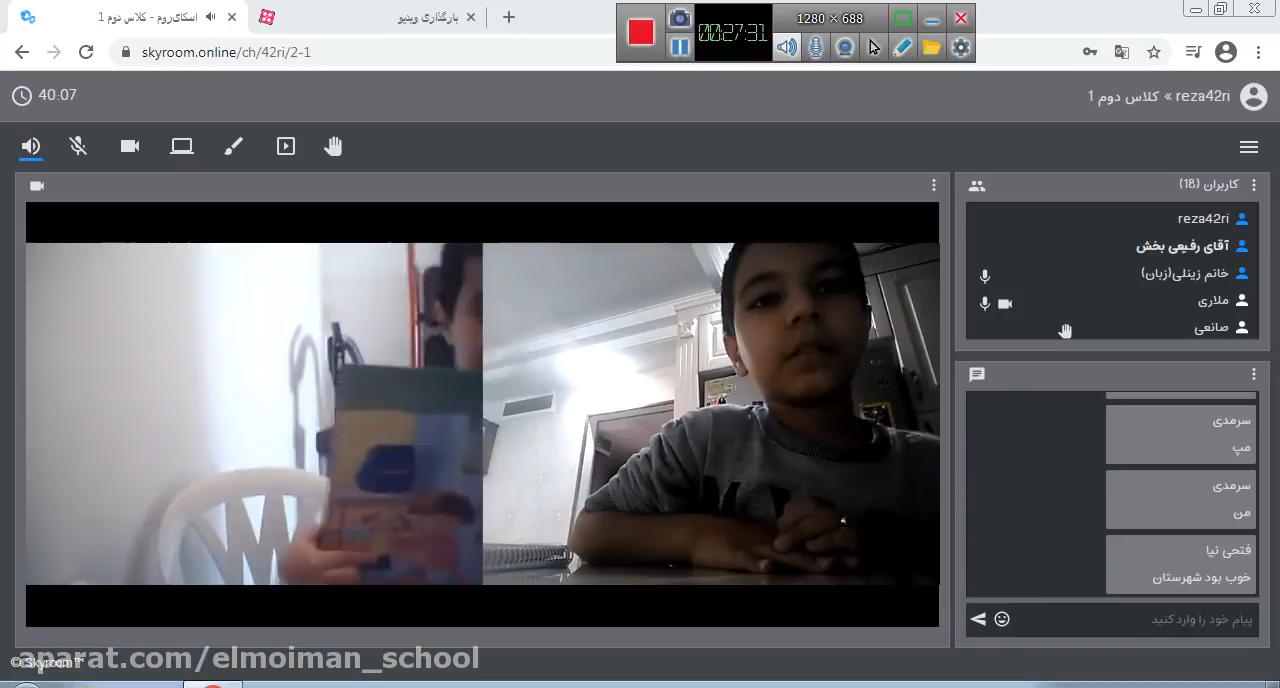 اسکای‌روم - کلاس دوم 1
بارگذاری ویدیو
skyroom.online/ch/42ri/2-1
00:27:31
1280 × 688
40:07
reza42ri » کلاس دوم 1
کاربران (18)
reza42ri
آقای رفیعی بخش
خانم زینلی(زبان)
ملاری
صانعی
سرمدی
مپ
سرمدی
من
فتحی نیا
خوب بود شهرستان
پیام خود را وارد کنید
© Skyroom™
aparat.com/elmoiman_school